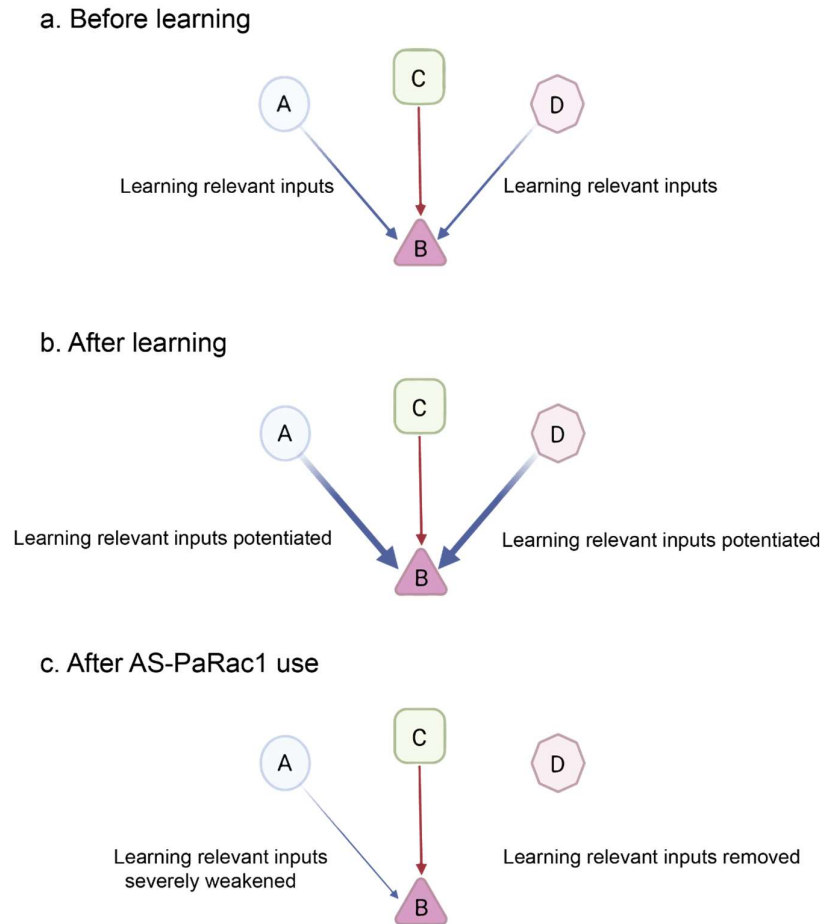 a. Before learning
C
A
D
Learning relevant inputs
Learning relevant inputs
B
b. After learning
C
A
D
Learning relevant inputs potentiated
Learning relevant inputs potentiated
B
c. After AS-PaRac1 use
C
A
D
Learning relevant inputs
severely weakened
Learning relevant inputs removed
B